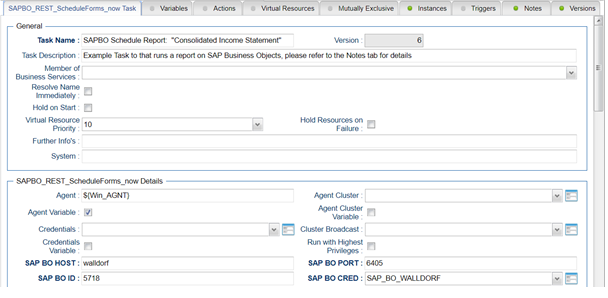 SAPBO_REST_ScheduleForms_now Task Variables Actions Virtual Resources Mutually Exclusive Instances Triggers Notes Versions
General
Task Name : SAPBO Schedule Report: "Consolidated Income Statement" Version : 6
Task Description : Example Task to that runs a report on SAP Business Objects, please refer to the Notes tab for details
Member of
Business Services :
Resolve Name
Immediately :
Hold on Start :
Virtual Resource
Priority : 10 Hold Resources on
Failure :
Further Info's :
System :
SAPBO_REST_ScheduleForms_now Details
Agent : ${Win_AGNT} Agent Cluster :
Agent Variable : Agent Cluster
Variable :
Credentials : Cluster Broadcast :
Credentials
Variable : Run with Highest
Privileges :
SAP BO HOST : walldorf SAP BO PORT : 6405
SAP BO ID : 5718 SAP BO CRED : SAP_BO_WALLDORF